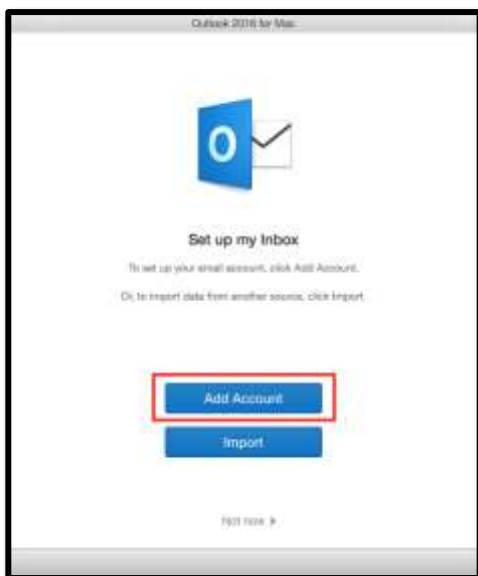 Outlook 2016 for Mac
O
Set up my Inbox
To set up your email account, click Add Account.
Or, to import data from another source, click Import.
Add Account
Import
Not now